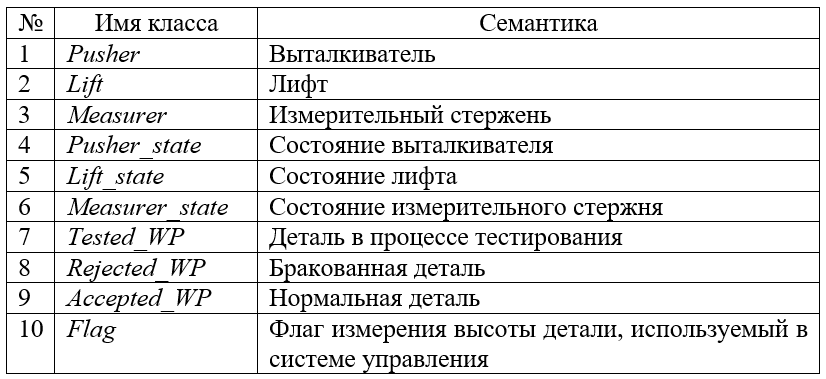 № Имя класса Семантика
1 Pusher Выталкиватель
2 Lift Лифт
3 Measurer Измерительный стержень
4 Pusher_state Состояние выталкивателя
5 Lift_state Состояние лифта
6 Measurer_state Состояние измерительного стержня
7 Tested_WP Деталь в процессе тестирования
8 Rejected_WP Бракованная деталь
9 Accepted_WP Нормальная деталь
10 Flag Флаг измерения высоты детали, используемый в
системе управления